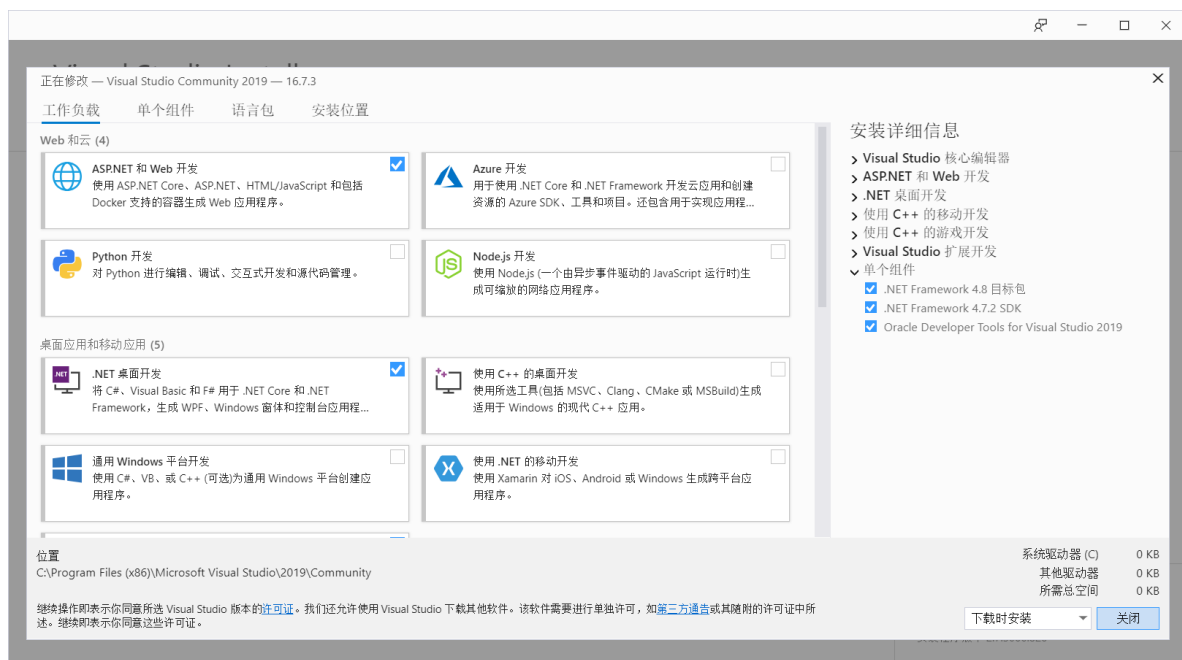 正在修改 — Visual Studio Community 2019 — 16.7.3
工作负载 单个组件 语言包 安装位置
Web 和云 (4)
ASP.NET 和 Web 开发
使用 ASP.NET Core、ASP.NET、HTML/JavaScript 和包括
Docker 支持的容器生成 Web 应用程序。
Azure 开发
用于使用 .NET Core 和 .NET Framework 开发云应用和创建
资源的 Azure SDK、工具和项目。还包含用于实现应用程...
Python 开发
对 Python 进行编辑、调试、交互式开发和源代码管理。
Node.js 开发
使用 Node.js (一个由异步事件驱动的 JavaScript 运行时)生
成可缩放的网络应用程序。
桌面应用和移动应用 (5)
.NET 桌面开发
将 C#、Visual Basic 和 F# 用于 .NET Core 和 .NET
Framework，生成 WPF、Windows 窗体和控制台应用程...
使用 C++ 的桌面开发
使用所选工具(包括 MSVC、Clang、CMake 或 MSBuild)生成
适用于 Windows 的现代 C++ 应用。
通用 Windows 平台开发
使用 C#、VB、或 C++ (可选)为通用 Windows 平台创建应
用程序。
使用 .NET 的移动开发
使用 Xamarin 对 iOS、Android 或 Windows 生成跨平台应
用程序。
安装详细信息
Visual Studio 核心编辑器
ASP.NET 和 Web 开发
.NET 桌面开发
使用 C++ 的移动开发
使用 C++ 的游戏开发
Visual Studio 扩展开发
单个组件
.NET Framework 4.8 目标包
.NET Framework 4.7.2 SDK
Oracle Developer Tools for Visual Studio 2019
位置
C:\Program Files (x86)\Microsoft Visual Studio\2019\Community
系统驱动器 (C) 0 KB
其他驱动器 0 KB
所需总空间 0 KB
继续操作即表示你同意所选 Visual Studio 版本的许可证。我们还允许使用 Visual Studio 下载其他软件。该软件需要进行单独许可，如第三方通告或其随附的许可证中所
述。继续即表示你同意这些许可证。
下载时安装
关闭